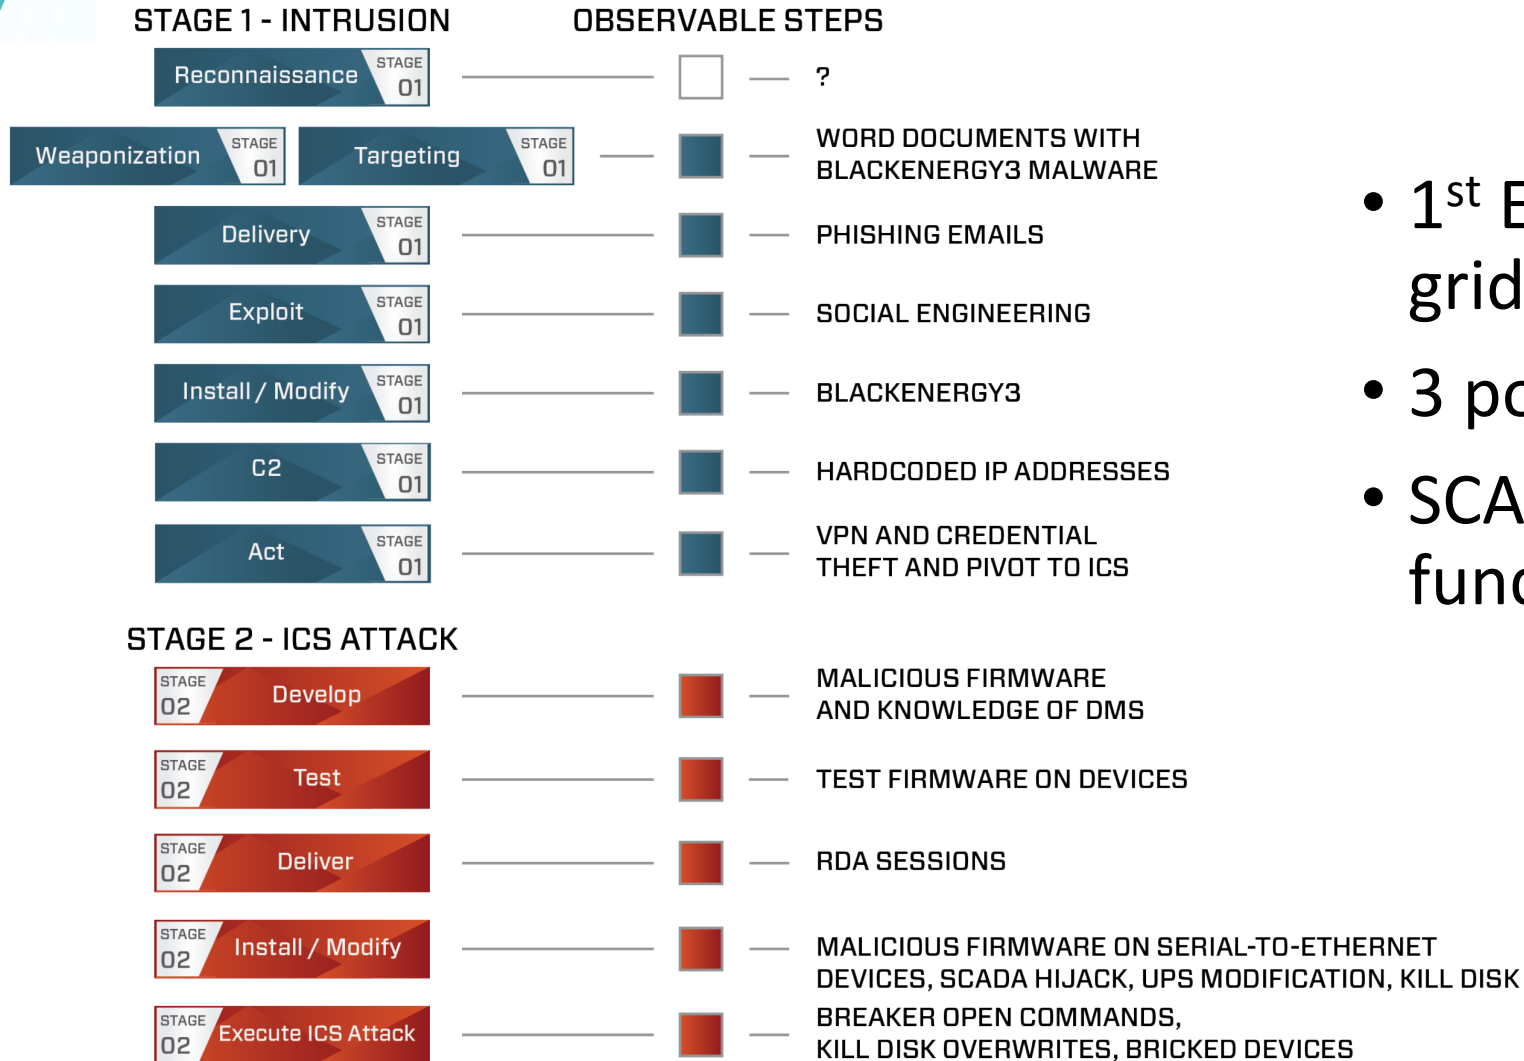 STAGE 1 - INTRUSION
OBSERVABLE STEPS
Reconnaissance
STAGE
01
?
Weaponization
STAGE
01
Targeting
STAGE
01
WORD DOCUMENTS WITH
BLACKENERGY3 MALWARE
Delivery
STAGE
01
PHISHING EMAILS
Exploit
STAGE
01
SOCIAL ENGINEERING
Install / Modify
STAGE
01
BLACKENERGY3
C2
STAGE
01
HARDCODED IP ADDRESSES
Act
STAGE
01
VPN AND CREDENTIAL
THEFT AND PIVOT TO ICS
STAGE 2 - ICS ATTACK
STAGE
02
Develop
MALICIOUS FIRMWARE
AND KNOWLEDGE OF DMS
STAGE
02
Test
TEST FIRMWARE ON DEVICES
STAGE
02
Deliver
RDA SESSIONS
STAGE
02
Install / Modify
MALICIOUS FIRMWARE ON SERIAL-TO-ETHERNET
DEVICES, SCADA HIJACK, UPS MODIFICATION, KILL DISK
STAGE
02
Execute ICS Attack
BREAKER OPEN COMMANDS,
KILL DISK OVERWRITES, BRICKED DEVICES
• 1st
grid
• 3
•